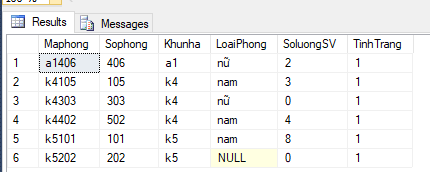 Results Messages
Maphong Sophong Khunha LoaiPhong SoluongSV TinhTrang
1 a1406 406 a1 nữ 2 1
2 k4105 105 k4 nam 3 1
3 k4303 303 k4 nữ 0 1
4 k4402 502 k4 nam 4 1
5 k5101 101 k5 nam 8 1
6 k5202 202 k5 NULL 0 1